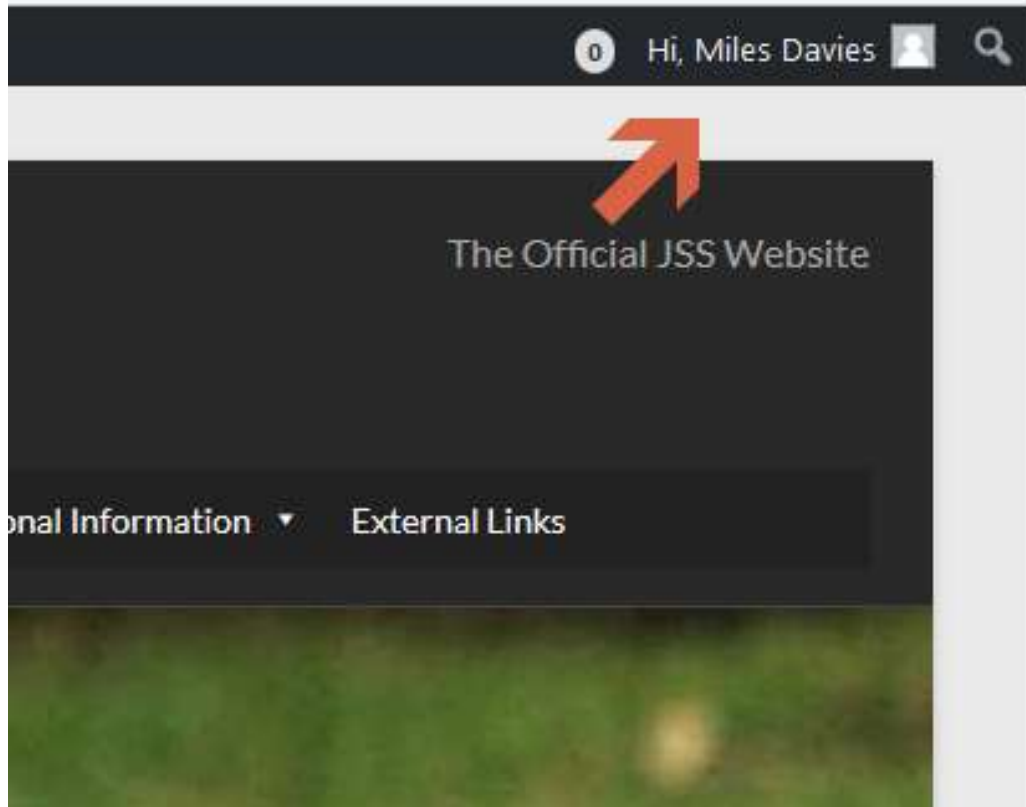 0 Hi, Miles Davies
The Official JSS Website
onal Information External Links